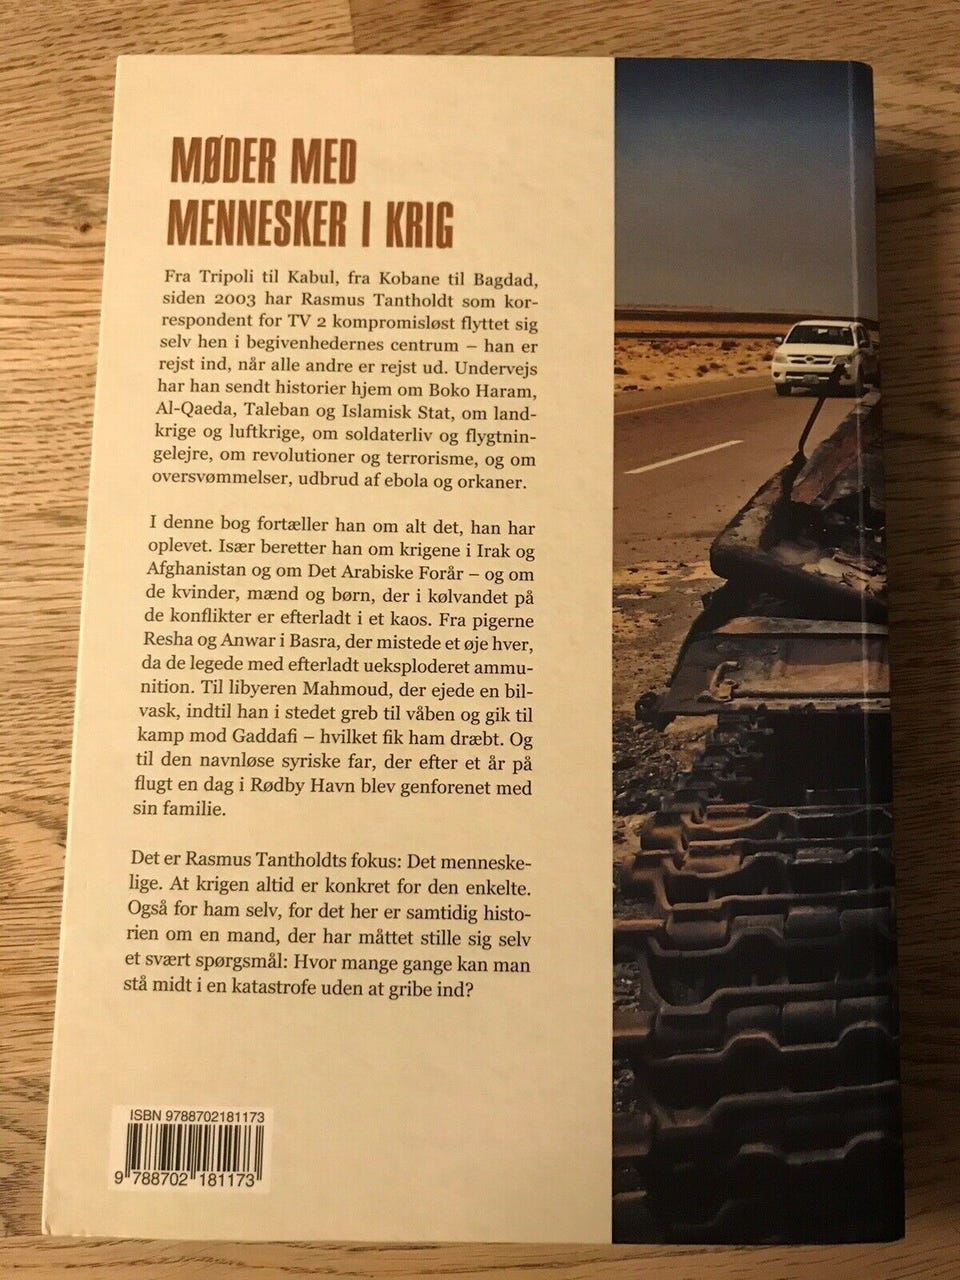 MØDER MED
MENNESKER I KRIG
Fra Tripoli til Kabul, fra Kobane til Bagdad,
siden 2003 har Rasmus Tantholdt som kor-
respondent for TV 2 kompromisløst flyttet sig
selv hen i begivenhedernes centrum – han er
rejst ind, når alle andre er rejst ud. Undervejs
har han sendt historier hjem om Boko Haram,
Al-Qaeda, Taleban og Islamisk Stat, om land-
krige og luftkrige, om soldaterliv og flygtnin-
gelejre, om revolutioner og terrorisme, og om
oversvømmelser, udbrud af ebola og orkaner.
I denne bog fortæller han om alt det, han har
oplevet. Især beretter han om krigene i Irak og
Afghanistan og om Det Arabiske Forår – og om
de kvinder, mænd og børn, der i kølvandet på
de konflikter er efterladt i et kaos. Fra pigerne
Resha og Anwar i Basra, der mistede et øje hver,
da de legede med efterladt ueksploderet ammu-
nition. Til libyeren Mahmoud, der ejede en bil-
vask, indtil han i stedet greb til våben og gik til
kamp mod Gaddafi – hvilket fik ham dræbt. Og
til den navnløse syriske far, der efter et år på
flugt en dag i Rødby Havn blev genforenet med
sin familie.
Det er Rasmus Tantholdts fokus: Det menneske-
lige. At krigen altid er konkret for den enkelte.
Også for ham selv, for det her er samtidig histo-
rien om en mand, der har måttet stille sig selv
et svært spørgsmål: Hvor mange gange kan man
stå midt i en katastrofe uden at gribe ind?
ISBN 9788702181173
9 788702 181173